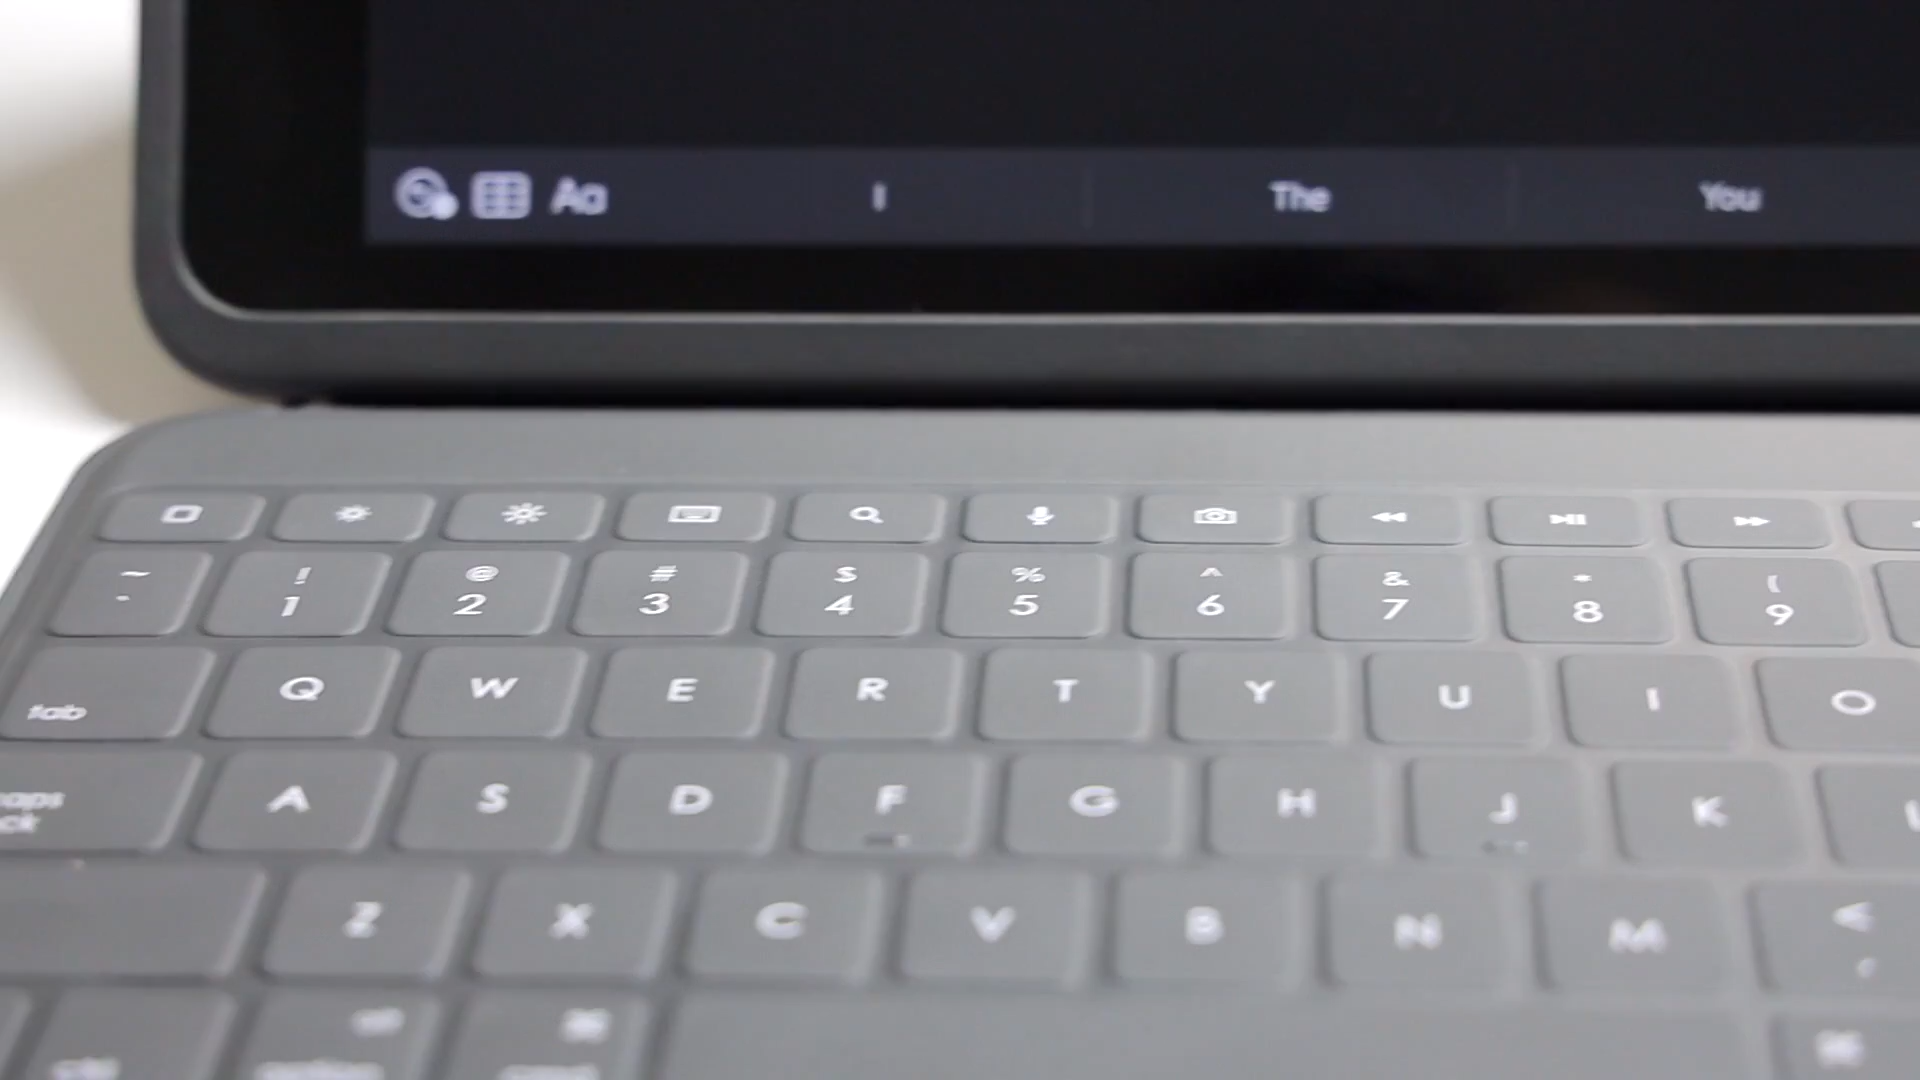 Aa I The You
~ ! @ # $ % ^ & * (
` 1 2 3 4 5 6 7 8 9
tab Q W E R T Y U I O
A S D F G H J K
Z X C V B N M <
,